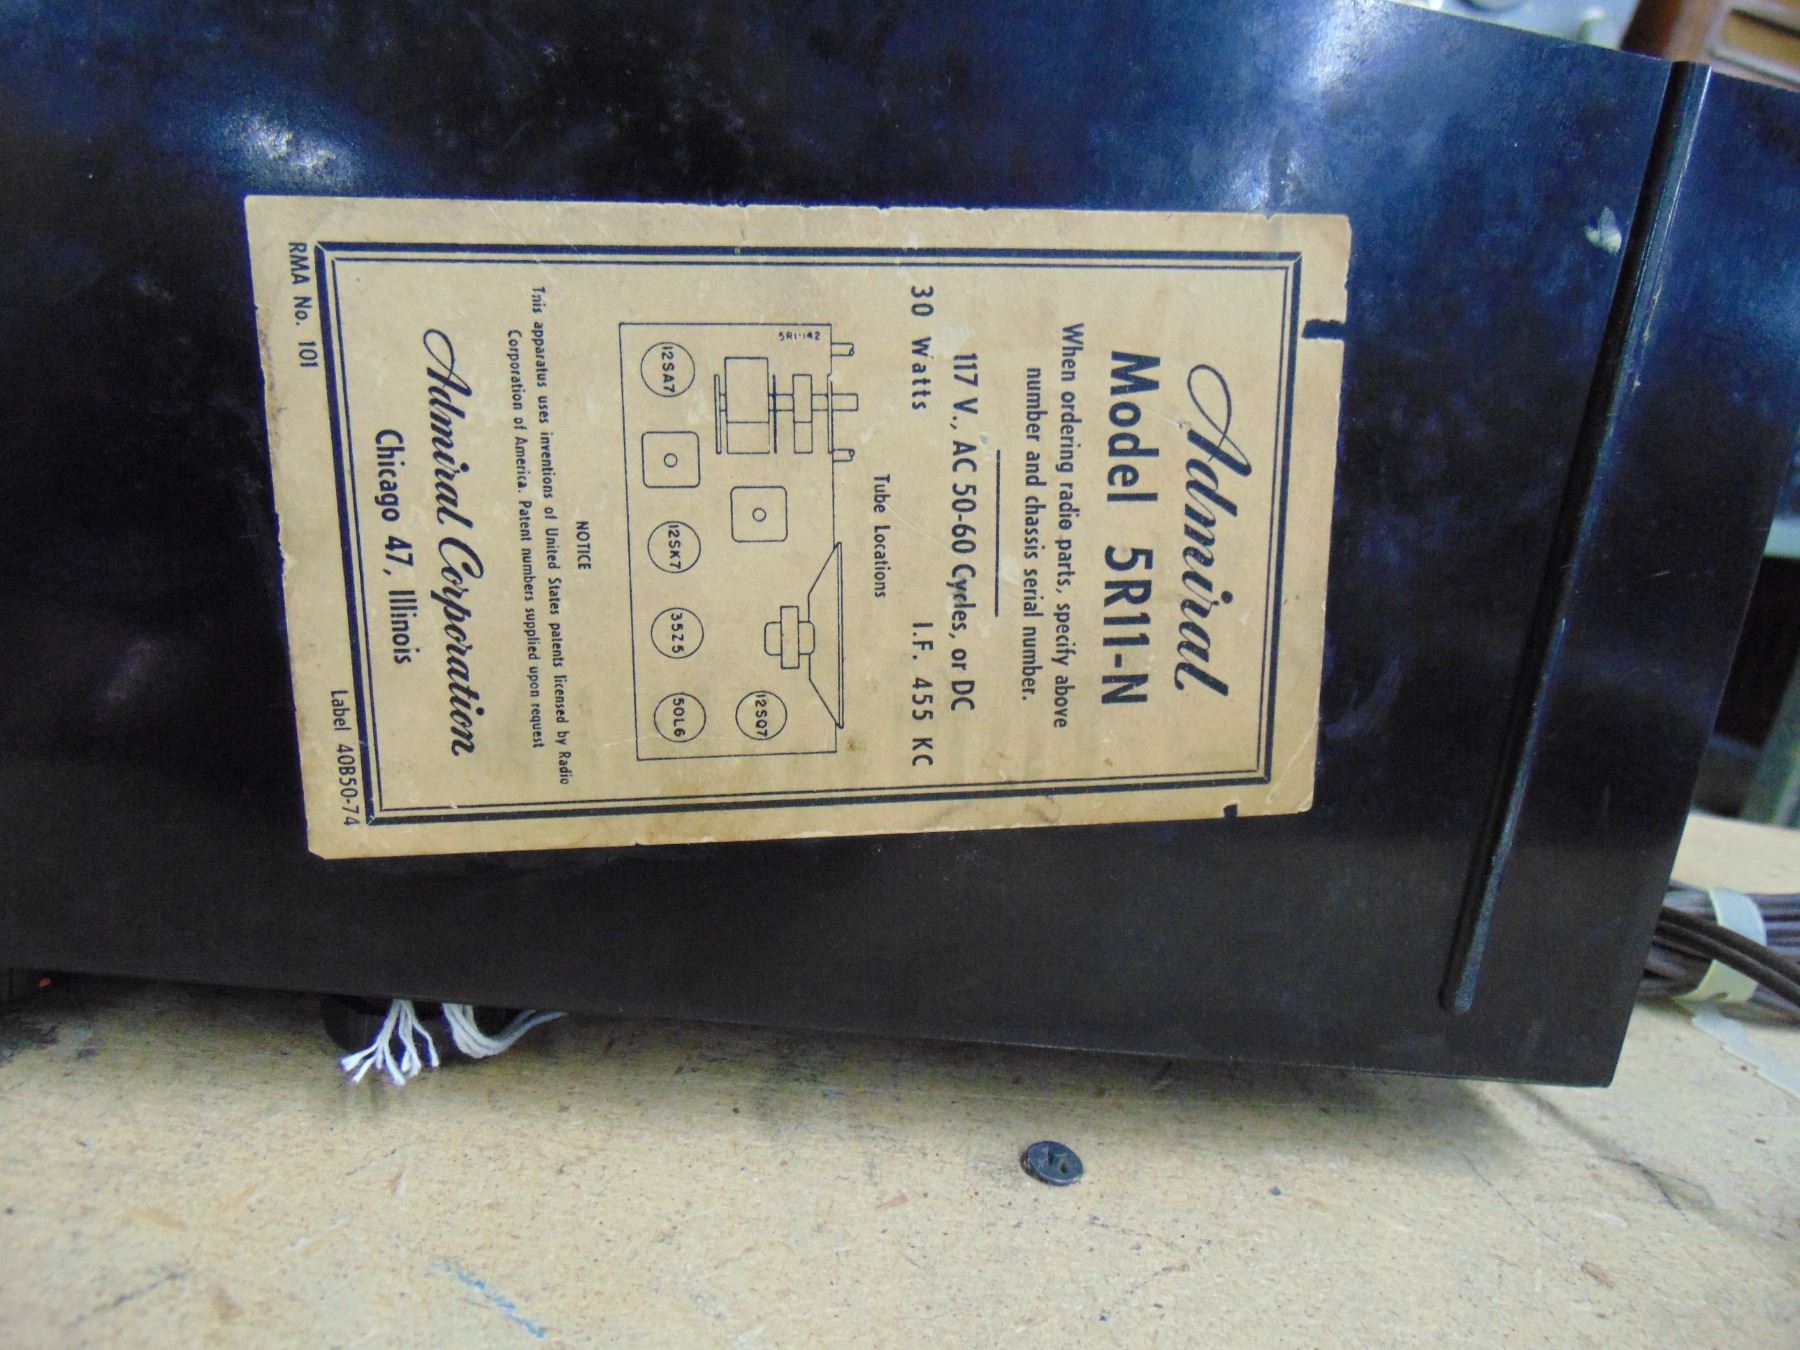 Admiral
Model 5R11-N
When ordering radio parts, specify above
number and chassis serial number.
117 V., AC 50-60 Cycles, or DC
30 Watts I.F. 455 KC
Tube Locations
12SQ7
12SA7 12SK7 35Z5 50L6
NOTICE
This apparatus uses inventions of United States patents licensed by Radio
Corporation of America. Patent numbers supplied upon request
Admiral Corporation
Chicago 47, Illinois
RMA No. 101 Label 40B50-74